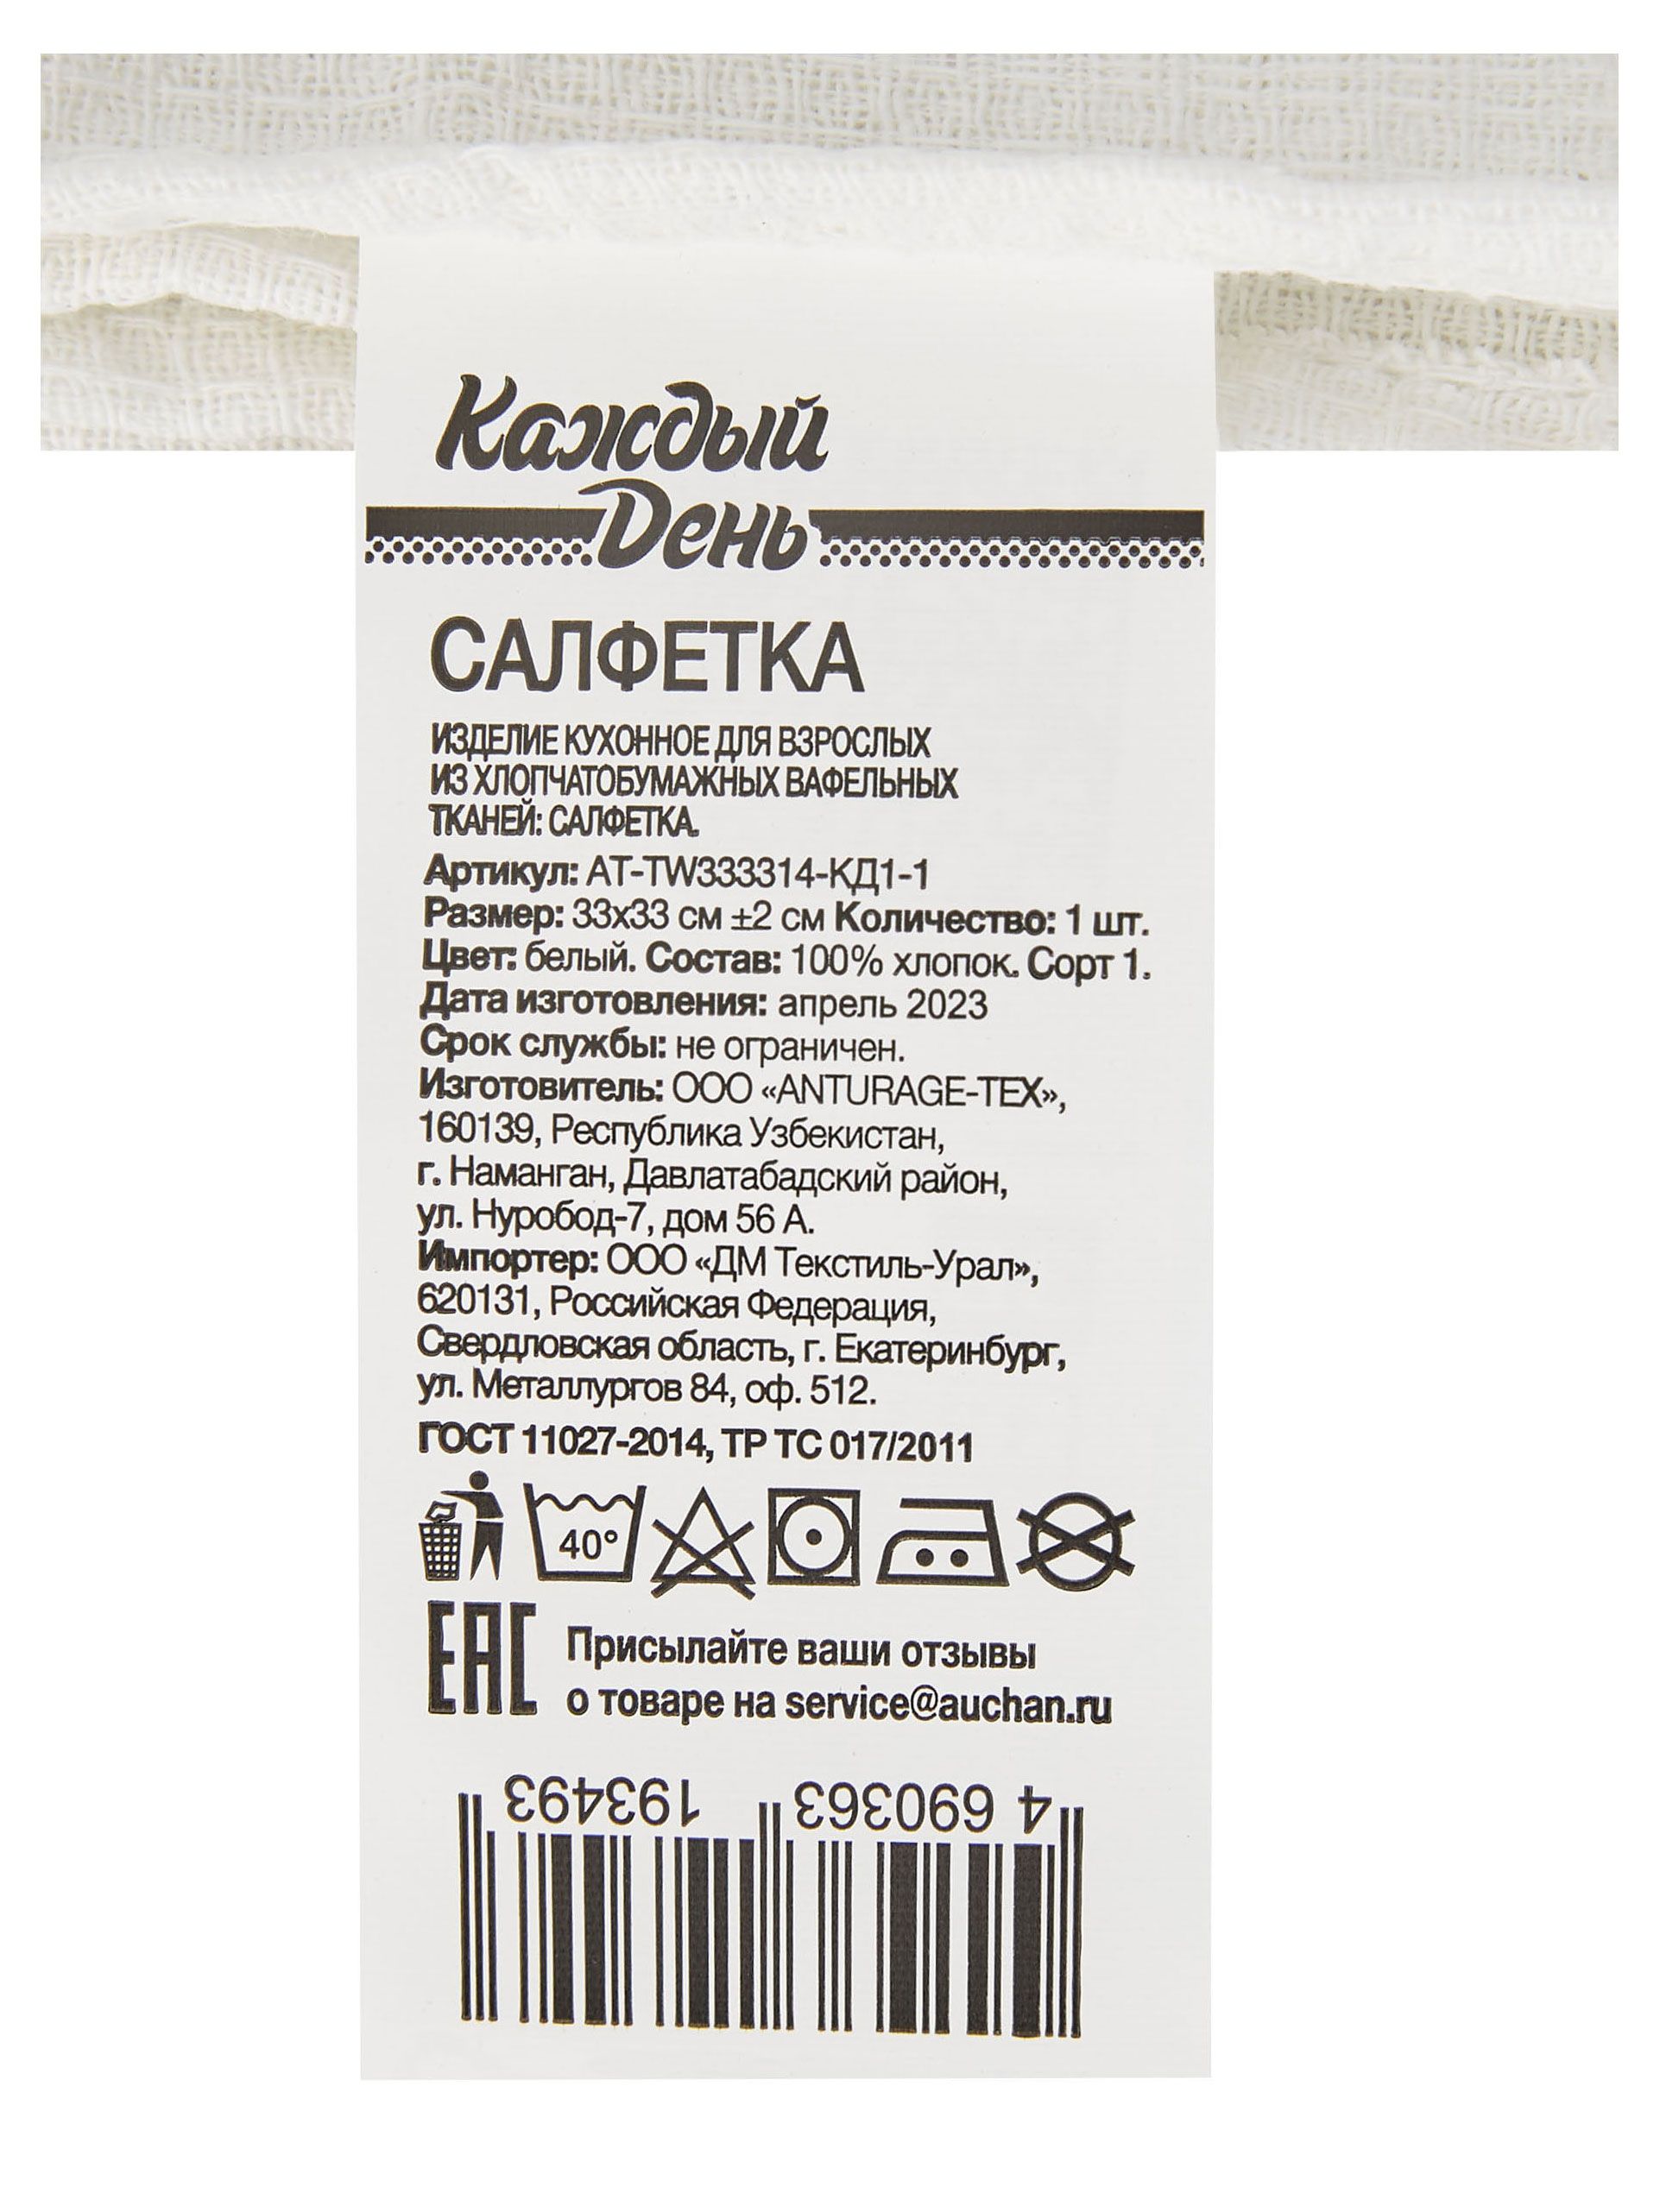 Каждый
День
САЛФЕТКА
ИЗДЕЛИЕ КУХОННОЕ ДЛЯ ВЗРОСЛЫХ
ИЗ ХЛОПЧАТОБУМАЖНЫХ ВАФЕЛЬНЫХ
ТКАНЕЙ: САЛФЕТКА.
Артикул: AT-TW333314-КД1-1
Размер: 33х33 см ±2 см Количество: 1 шт.
Цвет: белый. Состав: 100% хлопок. Сорт 1.
Дата изготовления: апрель 2023
Срок службы: не ограничен.
Изготовитель: ООО «ANTURAGE-TEX»,
160139, Республика Узбекистан,
г. Наманган, Давлатабадский район,
ул. Нуробод-7, дом 56 А.
Импортер: ООО «ДМ Текстиль-Урал»,
620131, Российская Федерация,
Свердловская область, г. Екатеринбург,
ул. Металлургов 84, оф. 512.
ГОСТ 11027-2014, ТР ТС 017/2011
40°
EAC
Присылайте ваши отзывы
о товаре на service@auchan.ru
4 690363 193493